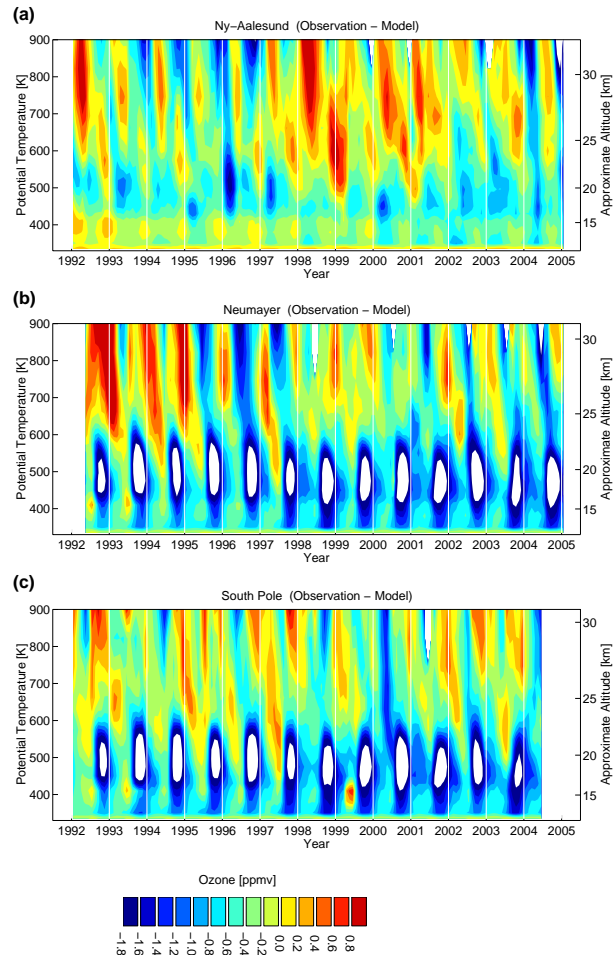 (a)
Ny−Aalesund (Observation − Model)
900
800
700
600
500
400
Potential Temperature [K]
30
25
20
15
Approximate Altitude [km]
1992 1993 1994 1995 1996 1997 1998 1999 2000 2001 2002 2003 2004 2005
Year
(b)
Neumayer (Observation − Model)
900
800
700
600
500
400
Potential Temperature [K]
30
25
20
15
Approximate Altitude [km]
1992 1993 1994 1995 1996 1997 1998 1999 2000 2001 2002 2003 2004 2005
Year
(c)
South Pole (Observation − Model)
900
800
700
600
500
400
Potential Temperature [K]
30
25
20
15
Approximate Altitude [km]
1992 1993 1994 1995 1996 1997 1998 1999 2000 2001 2002 2003 2004 2005
Year
Ozone [ppmv]
−1.8 −1.6 −1.4 −1.2 −1.0 −0.8 −0.6 −0.4 −0.2 0.0 0.2 0.4 0.6 0.8